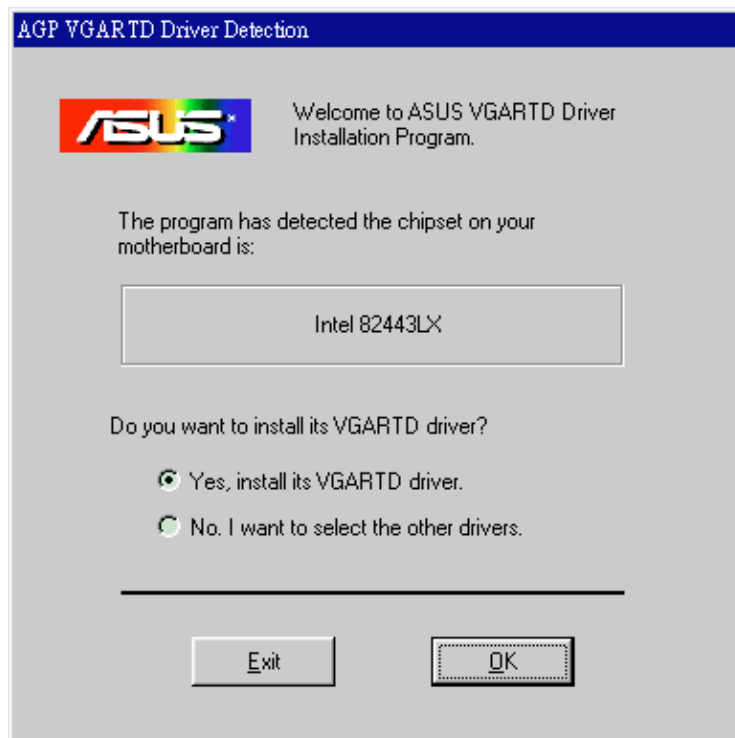 AGP VGARTD Driver Detection
ASUS
Welcome to ASUS VGARTD Driver
Installation Program.
The program has detected the chipset on your
motherboard is:
Intel 82443LX
Do you want to install its VGARTD driver?
Yes, install its VGARTD driver.
No. I want to select the other drivers.
Exit
OK